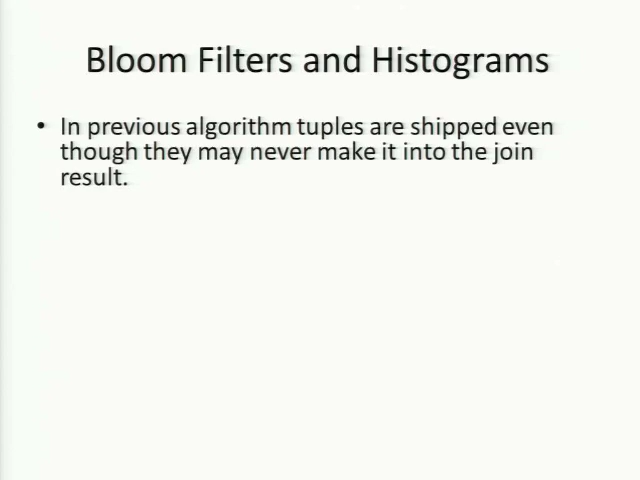 Bloom Filters and Histograms
• In previous algorithm tuples are shipped even
though they may never make it into the join
result.